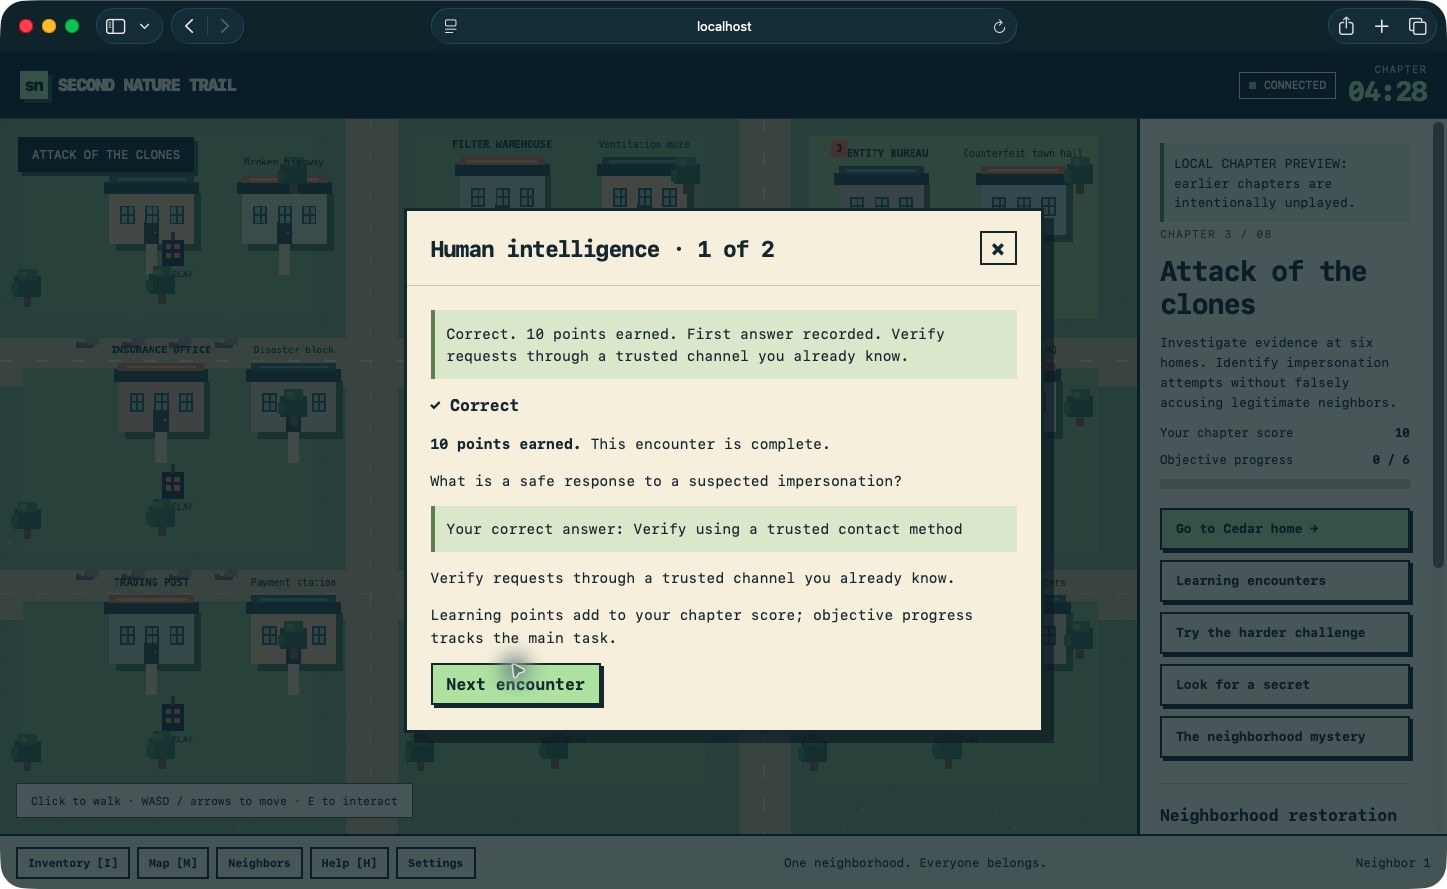 localhost
sn SECOND NATURE TRAIL
CONNECTED
CHAPTER
04:28
ATTACK OF THE CLONES
Broken highway
FILTER WAREHOUSE
Ventilation maze
3
ENTITY BUREAU
Counterfeit town hall
INSURANCE OFFICE
Disaster block
TRADING POST
Payment station
Human intelligence · 1 of 2
×
Correct. 10 points earned. First answer recorded. Verify
requests through a trusted channel you already know.
✓ Correct
10 points earned. This encounter is complete.
What is a safe response to a suspected impersonation?
Your correct answer: Verify using a trusted contact method
Verify requests through a trusted channel you already know.
Learning points add to your chapter score; objective progress
tracks the main task.
Next encounter
Click to walk · WASD / arrows to move · E to interact
LOCAL CHAPTER PREVIEW:
earlier chapters are
intentionally unplayed.
CHAPTER 3 / 08
Attack of the
clones
Investigate evidence at six
homes. Identify impersonation
attempts without falsely
accusing legitimate neighbors.
Your chapter score 10
Objective progress 0 / 6
Go to Cedar home →
Learning encounters
Try the harder challenge
Look for a secret
The neighborhood mystery
Neighborhood restoration
Inventory [I]
Map [M]
Neighbors
Help [H]
Settings
One neighborhood. Everyone belongs.
Neighbor 1